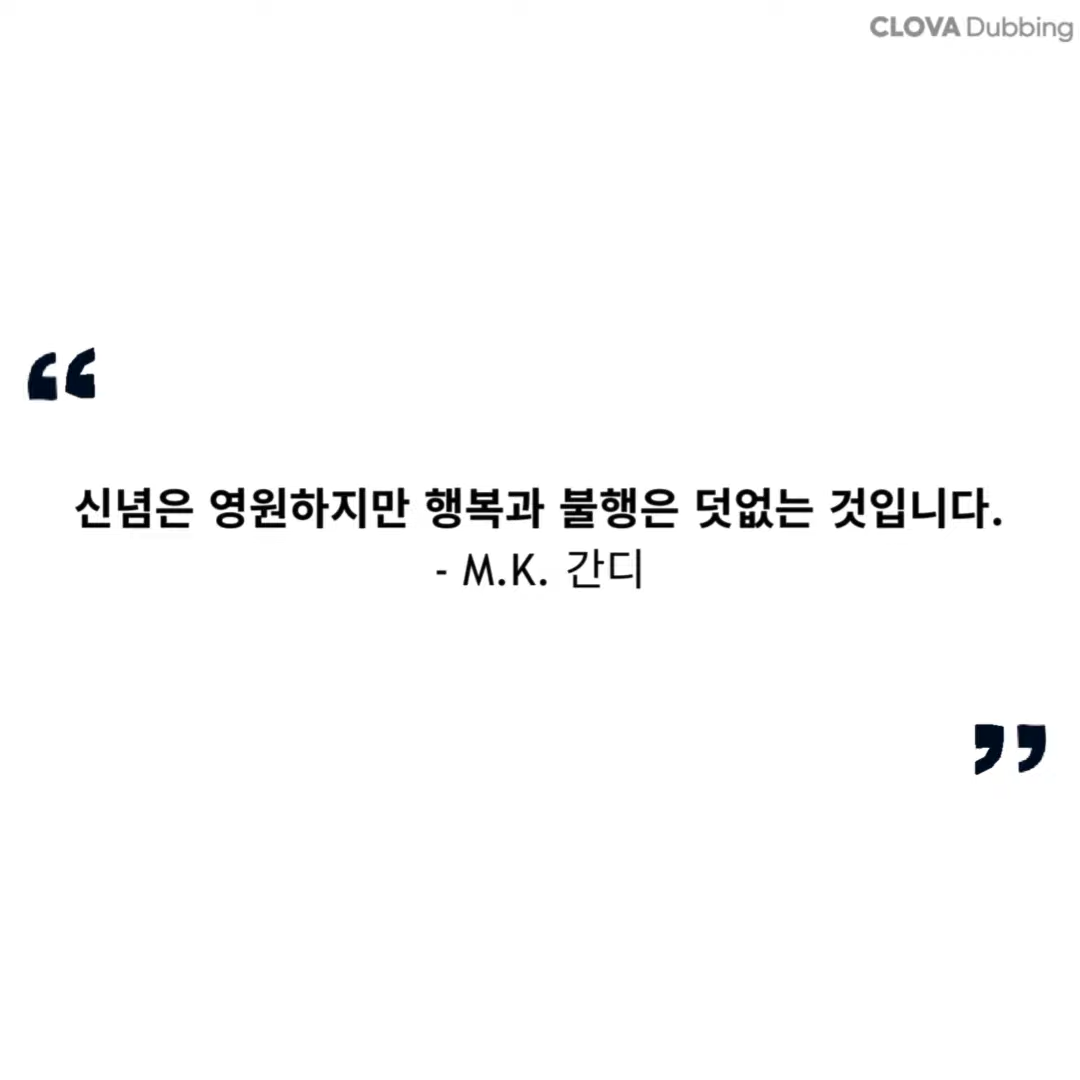 CLOVA Dubbing
“
신념은 영원하지만 행복과 불행은 덧없는 것입니다.
- M.K. 간디
”